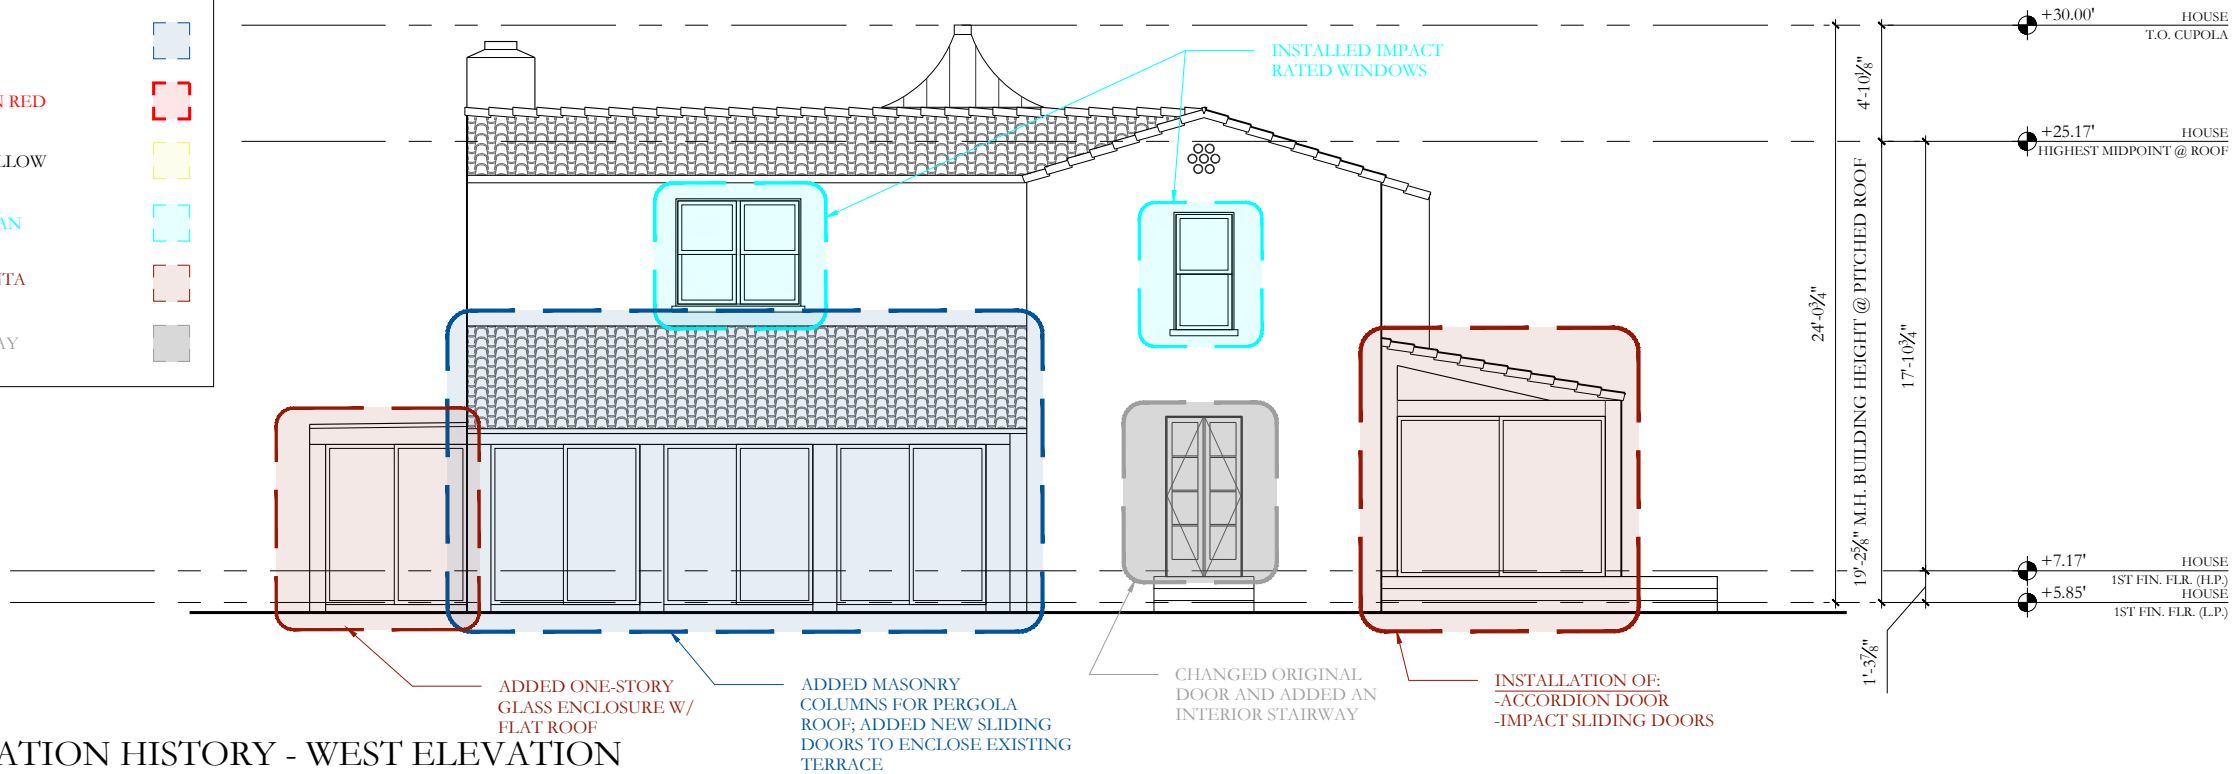 N RED
LLOW
AN
NTA
AY
INSTALLED IMPACT
RATED WINDOWS
+30.00' HOUSE
T.O. CUPOLA
4'-10⅛"
+25.17' HOUSE
HIGHEST MIDPOINT @ ROOF
24'-0¾"
19'-2⅝" M.H. BUILDING HEIGHT @ PITCHED ROOF
17'-10¾"
+7.17' HOUSE
1ST FIN. FLR. (H.P.)
+5.85' HOUSE
1ST FIN. FLR. (L.P.)
1'-3⅞"
ADDED ONE-STORY
GLASS ENCLOSURE W/
FLAT ROOF
ADDED MASONRY
COLUMNS FOR PERGOLA
ROOF; ADDED NEW SLIDING
DOORS TO ENCLOSE EXISTING
TERRACE
CHANGED ORIGINAL
DOOR AND ADDED AN
INTERIOR STAIRWAY
INSTALLATION OF:
-ACCORDION DOOR
-IMPACT SLIDING DOORS
ATION HISTORY - WEST ELEVATION